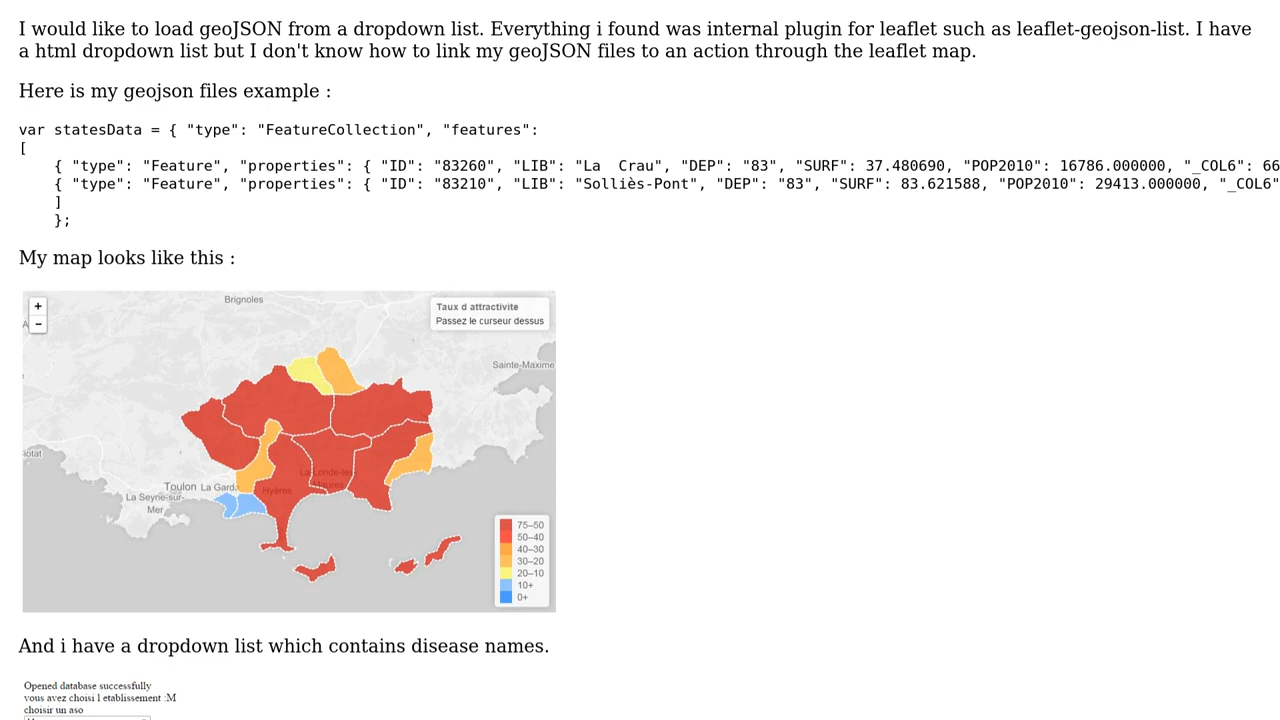 I would like to load geoJSON from a dropdown list. Everything i found was internal plugin for leaflet such as leaflet-geojson-list. I have
a html dropdown list but I don't know how to link my geoJSON files to an action through the leaflet map.
Here is my geojson files example :
var statesData = { "type": "FeatureCollection", "features":
[
{ "type": "Feature", "properties": { "ID": "83260", "LIB": "La  Crau", "DEP": "83", "SURF": 37.480690, "POP2010": 16786.000000, "_COL6": 66
{ "type": "Feature", "properties": { "ID": "83210", "LIB": "Solliès-Pont", "DEP": "83", "SURF": 83.621588, "POP2010": 29413.000000, "_COL6"
]
};
My map looks like this :
+
−
A
Brignoles
Taux d attractivite
Passez le curseur dessus
Sainte-Maxime
iotat
Toulon
La Garde
La Seyne-sur-
Mer
Hyères
La Londe-les-
Maures
75–50
50–40
40–30
30–20
20–10
10+
0+
And i have a dropdown list which contains disease names.
Opened database successfully
vous avez choisi l etablissement :M
choisir un aso